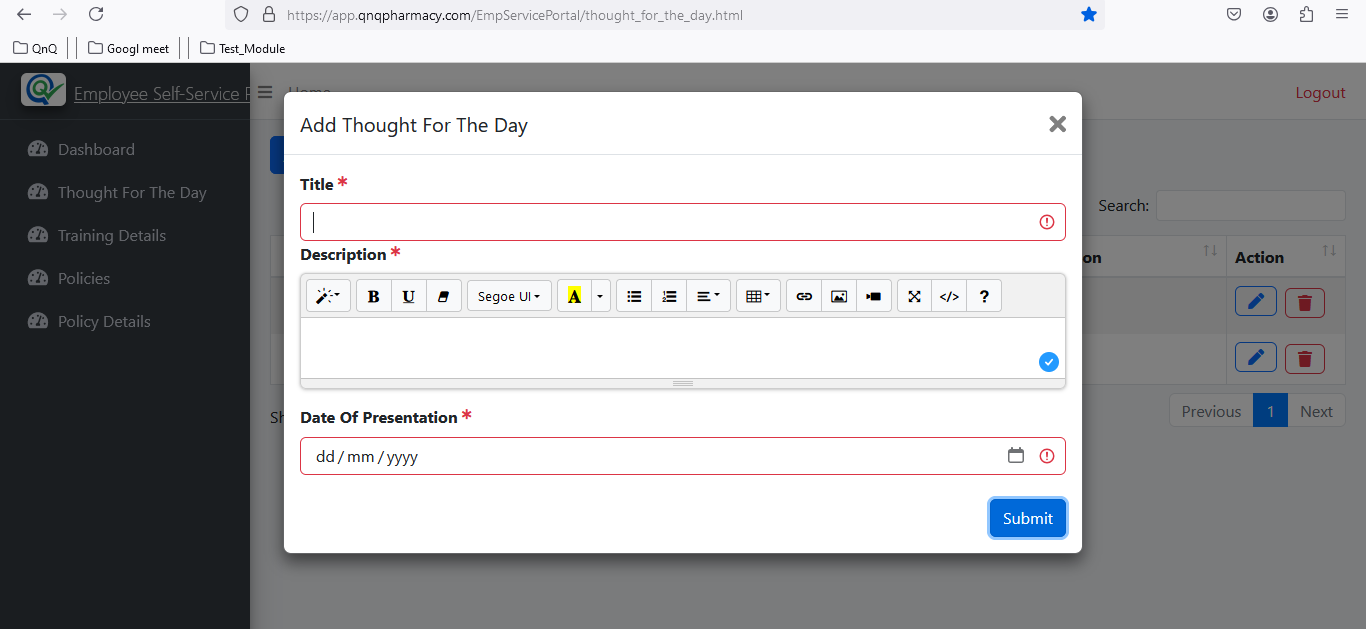 https://app.qnqpharmacy.com/EmpServicePortal/thought_for_the_day.html
QnQ
Googl meet
Test_Module
Employee Self-Service
Home
Logout
Dashboard
Thought For The Day
Training Details
Policies
Policy Details
Add Thought For The Day
Title *
Description *
B U Segoe UI A </> ?
Date Of Presentation *
dd / mm / yyyy
Submit
Search:
on
Action
Sh
Previous 1 Next